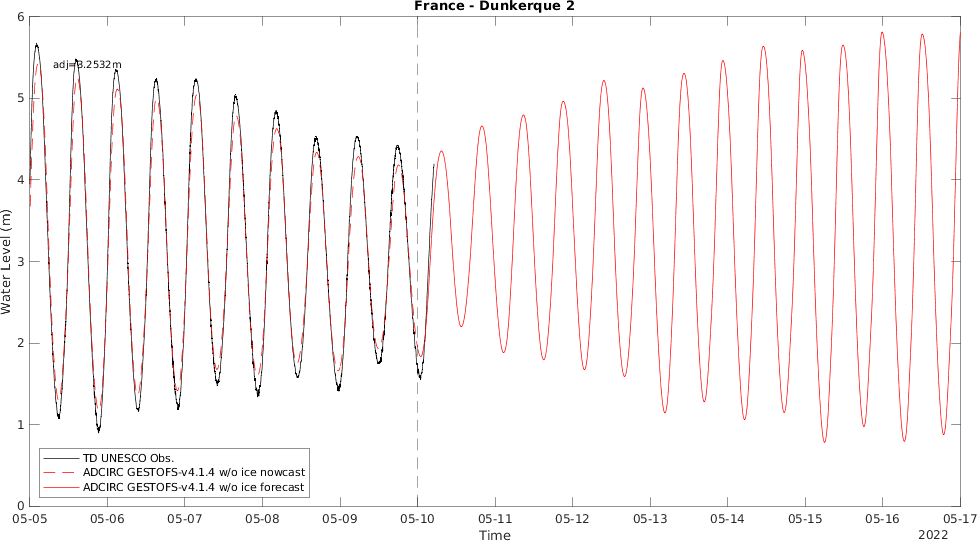 France - Dunkerque 2
6
5
4
3
2
1
0
Water Level (m)
adj=3.2532m
TD UNESCO Obs.
ADCIRC GESTOFS-v4.1.4 w/o ice nowcast
ADCIRC GESTOFS-v4.1.4 w/o ice forecast
05-05 05-06 05-07 05-08 05-09 05-10 05-11 05-12 05-13 05-14 05-15 05-16 05-17
Time
2022